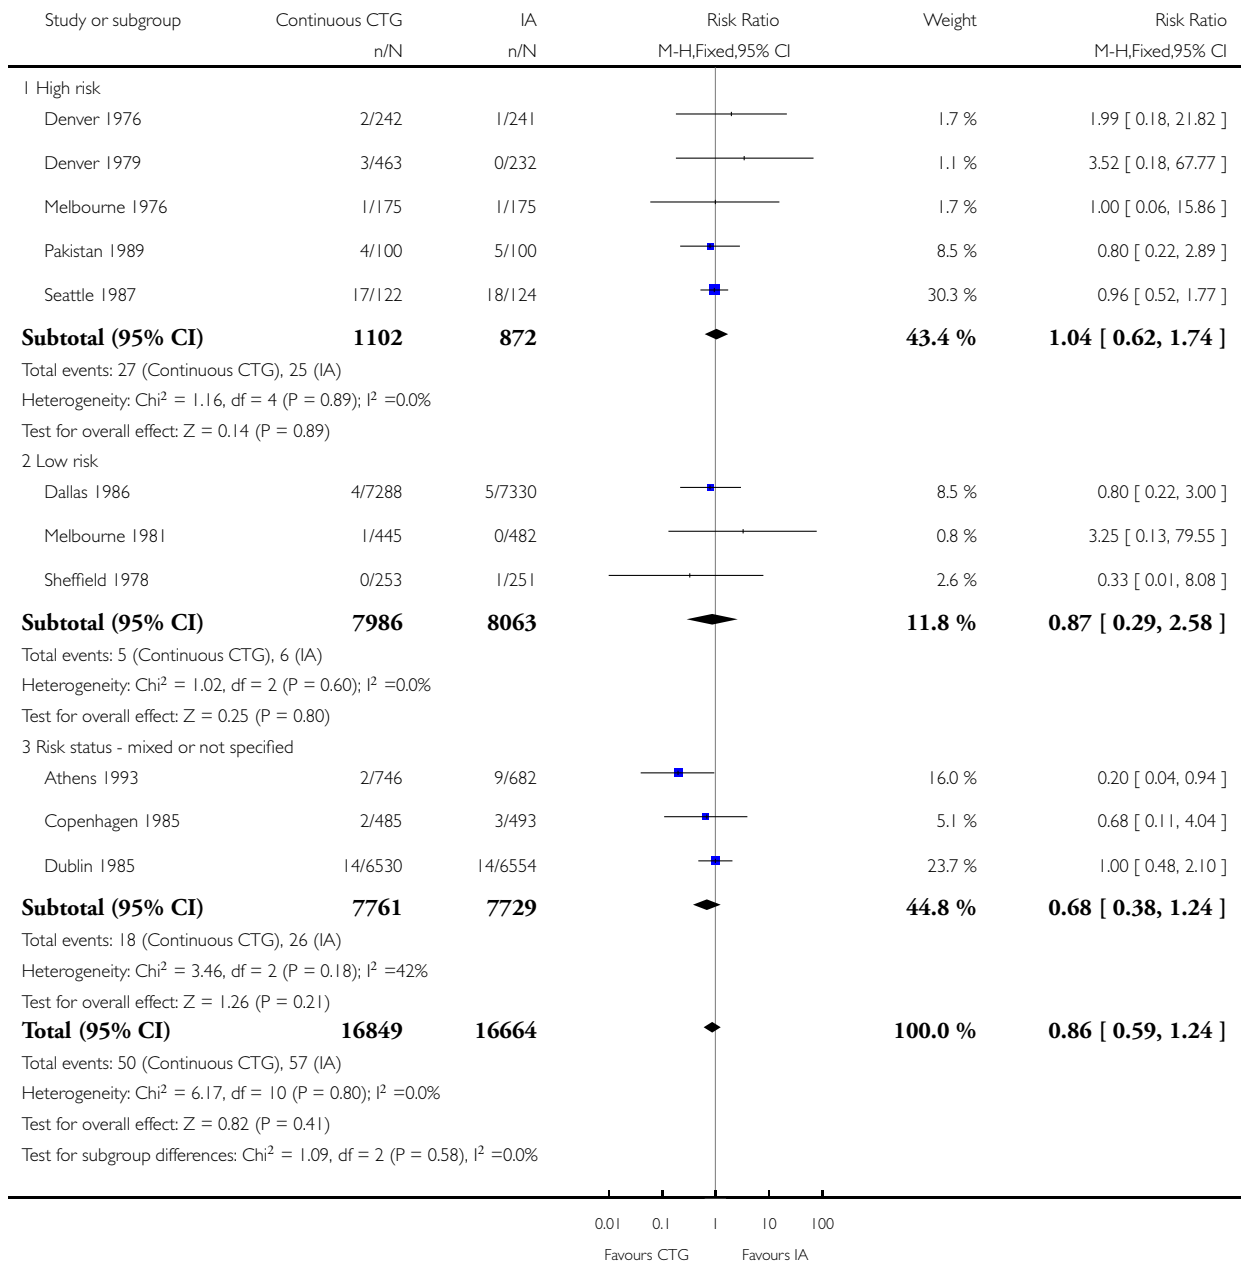 Study or subgroup Continuous CTG IA Risk Ratio Weight Risk Ratio
n/N n/N M-H,Fixed,95% CI M-H,Fixed,95% CI
1 High risk
Denver 1976 2/242 1/241 1.7 % 1.99 [ 0.18, 21.82 ]
Denver 1979 3/463 0/232 1.1 % 3.52 [ 0.18, 67.77 ]
Melbourne 1976 1/175 1/175 1.7 % 1.00 [ 0.06, 15.86 ]
Pakistan 1989 4/100 5/100 8.5 % 0.80 [ 0.22, 2.89 ]
Seattle 1987 17/122 18/124 30.3 % 0.96 [ 0.52, 1.77 ]
Subtotal (95% CI) 1102 872 43.4 % 1.04 [ 0.62, 1.74 ]
Total events: 27 (Continuous CTG), 25 (IA)
Heterogeneity: Chi² = 1.16, df = 4 (P = 0.89); I² =0.0%
Test for overall effect: Z = 0.14 (P = 0.89)
2 Low risk
Dallas 1986 4/7288 5/7330 8.5 % 0.80 [ 0.22, 3.00 ]
Melbourne 1981 1/445 0/482 0.8 % 3.25 [ 0.13, 79.55 ]
Sheffield 1978 0/253 1/251 2.6 % 0.33 [ 0.01, 8.08 ]
Subtotal (95% CI) 7986 8063 11.8 % 0.87 [ 0.29, 2.58 ]
Total events: 5 (Continuous CTG), 6 (IA)
Heterogeneity: Chi² = 1.02, df = 2 (P = 0.60); I² =0.0%
Test for overall effect: Z = 0.25 (P = 0.80)
3 Risk status - mixed or not specified
Athens 1993 2/746 9/682 16.0 % 0.20 [ 0.04, 0.94 ]
Copenhagen 1985 2/485 3/493 5.1 % 0.68 [ 0.11, 4.04 ]
Dublin 1985 14/6530 14/6554 23.7 % 1.00 [ 0.48, 2.10 ]
Subtotal (95% CI) 7761 7729 44.8 % 0.68 [ 0.38, 1.24 ]
Total events: 18 (Continuous CTG), 26 (IA)
Heterogeneity: Chi² = 3.46, df = 2 (P = 0.18); I² =42%
Test for overall effect: Z = 1.26 (P = 0.21)
Total (95% CI) 16849 16664 100.0 % 0.86 [ 0.59, 1.24 ]
Total events: 50 (Continuous CTG), 57 (IA)
Heterogeneity: Chi² = 6.17, df = 10 (P = 0.80); I² =0.0%
Test for overall effect: Z = 0.82 (P = 0.41)
Test for subgroup differences: Chi² = 1.09, df = 2 (P = 0.58), I² =0.0%
0.01 0.1 1 10 100
Favours CTG Favours IA